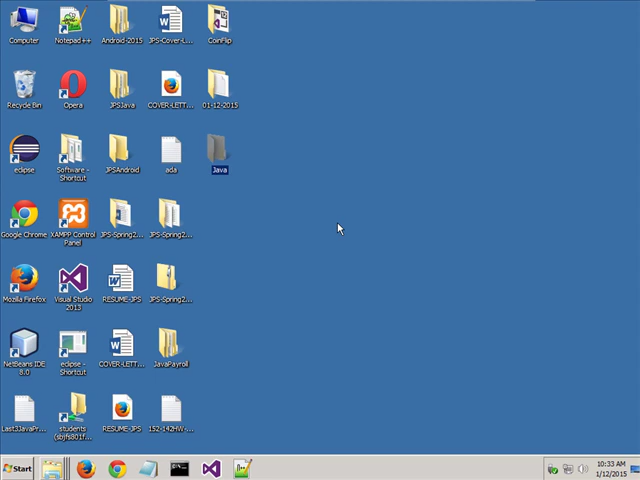 Computer
Notepad++
Android-2015
JPS-Cover-L...
CoinFlip
Recycle Bin
Opera
JPSJava
COVER-LETT...
01-12-2015
eclipse
Software -
Shortcut
JPSAndroid
ada
Java
Google Chrome
XAMPP Control
Panel
JPS-Spring2...
JPS-Spring2...
Mozilla Firefox
Visual Studio
2013
RESUME-JPS
JPS-Spring2...
NetBeans IDE
8.0
eclipse -
Shortcut
COVER-LETT...
JavaPayroll
Last3JavaPr...
students
(sbjfs801f...
RESUME-JPS
152-142HW-...
Start
10:33 AM
1/12/2015